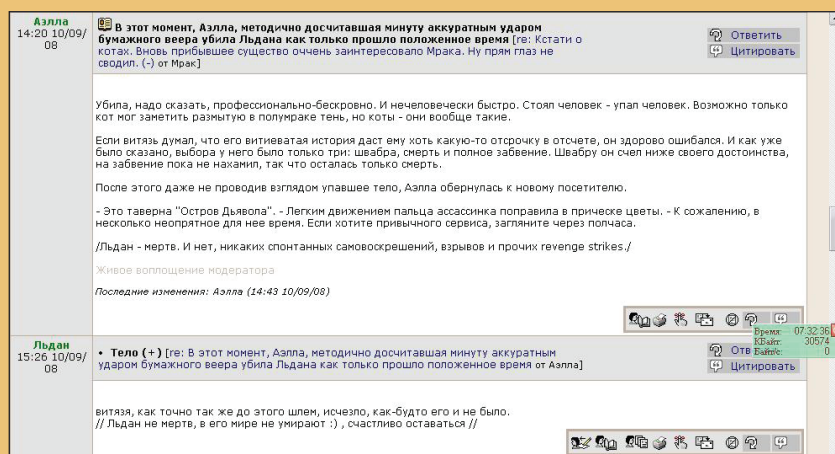 Аэлла
14:20 10/09/
08
В этот момент, Аэлла, методично досчитавшая минуту аккуратным ударом
бумажного веера убила Льдана как только прошло положенное время [re: Кстати о
котах. Вновь прибывшее существо оччень заинтересовало Мрака. Ну прям глаз не
сводил. (-) от Мрак]
Ответить
Цитировать
Убила, надо сказать, профессионально-бескровно. И нечеловечески быстро. Стоял человек - упал человек. Возможно только
кот мог заметить размытую в полумраке тень, но коты - они вообще такие.
Если витязь думал, что его витиеватая история даст ему хоть какую-то отсрочку в отсчете, он здорово ошибался. И как уже
было сказано, выбора у него было только три: швабра, смерть и полное забвение. Швабру он счел ниже своего достоинства,
на забвение пока не нахамил, так что осталась только смерть.
После этого даже не проводив взглядом упавшее тело, Аэлла обернулась к новому посетителю.
- Это таверна "Остров Дьявола". - Легким движением пальца ассассинка поправила в прическе цветы. - К сожалению, в
несколько неопрятное для нее время. Если хотите привычного сервиса, загляните через полчаса.
/Льдан - мертв. И нет, никаких спонтанных самовоскрешений, взрывов и прочих revenge strikes./
Живое воплощение модератора
Последние изменения: Аэлла (14:43 10/09/08)
Время: 07:32:36
КБайт: 30574
Байт/с: 0
Льдан
15:26 10/09/
08
• Тело (+) [re: В этот момент, Аэлла, методично досчитавшая минуту аккуратным
ударом бумажного веера убила Льдана как только прошло положенное время от Аэлла]
Отв
Цитировать
витязя, как точно так же до этого шлем, исчезло, как-будто его и не было.
// Льдан не мертв, в его мире не умирают :) , счастливо оставаться //